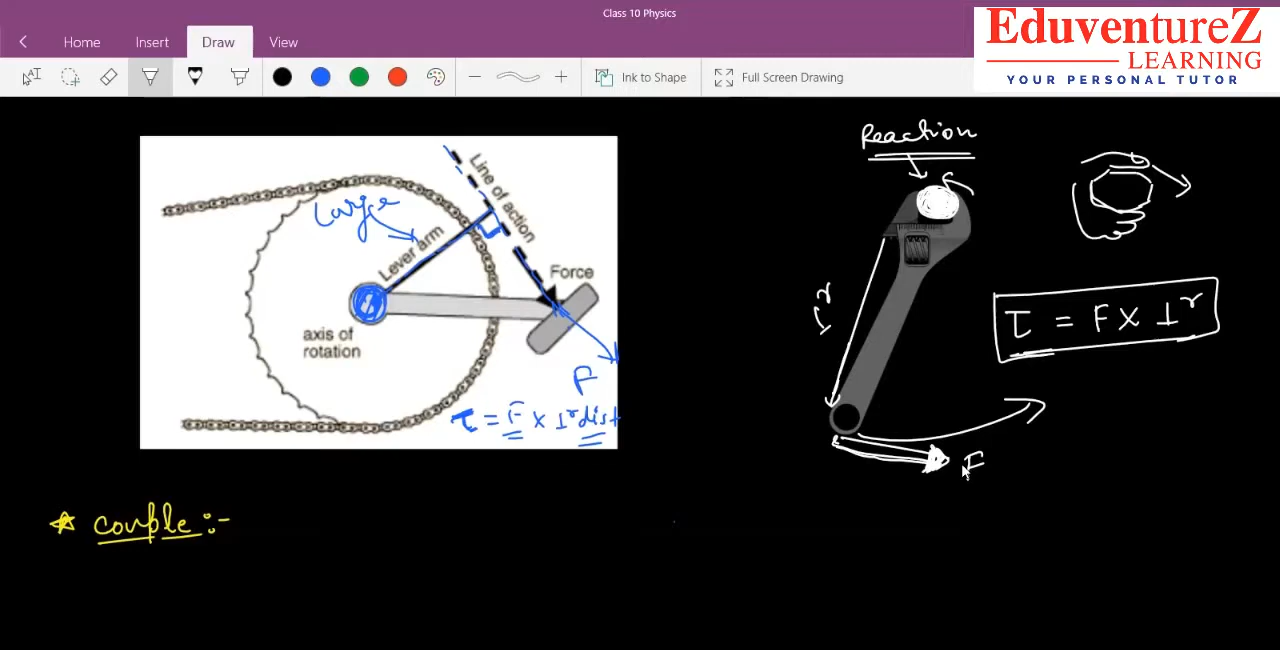 Class 10 Physics
Home Insert Draw View
Ink to Shape Full Screen Drawing
EduventureZ
LEARNING
YOUR PERSONAL TUTOR
Large
Lever arm
Line of action
Force
axis of
rotation
F
τ = F × ⊥r dist
Reaction
⊥r
τ = F × ⊥r
F
* couple :-